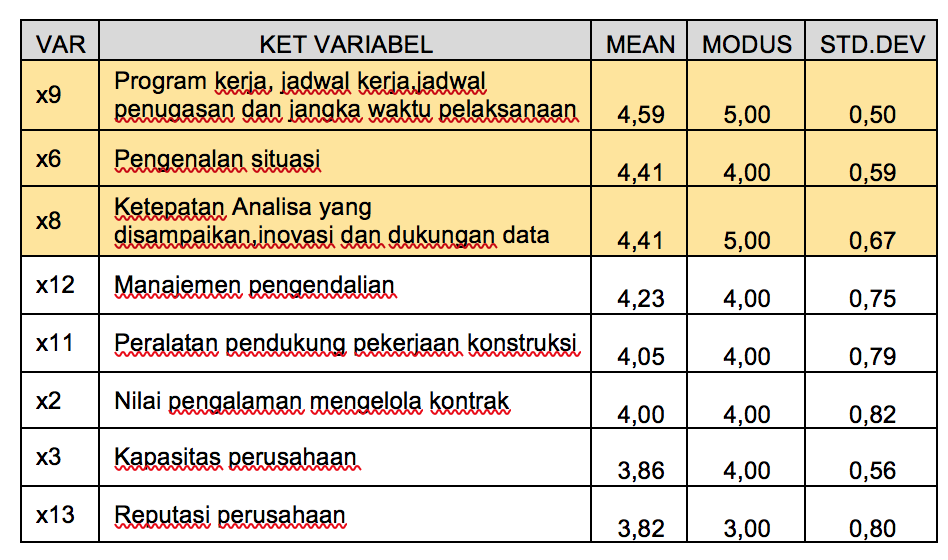 VAR KET VARIABEL MEAN MODUS STD.DEV
x9 Program kerja, jadwal kerja,jadwal
penugasan dan jangka waktu pelaksanaan 4,59 5,00 0,50
x6 Pengenalan situasi 4,41 4,00 0,59
x8 Ketepatan Analisa yang
disampaikan,inovasi dan dukungan data 4,41 5,00 0,67
x12 Manajemen pengendalian 4,23 4,00 0,75
x11 Peralatan pendukung pekerjaan konstruksi 4,05 4,00 0,79
x2 Nilai pengalaman mengelola kontrak 4,00 4,00 0,82
x3 Kapasitas perusahaan 3,86 4,00 0,56
x13 Reputasi perusahaan 3,82 3,00 0,80